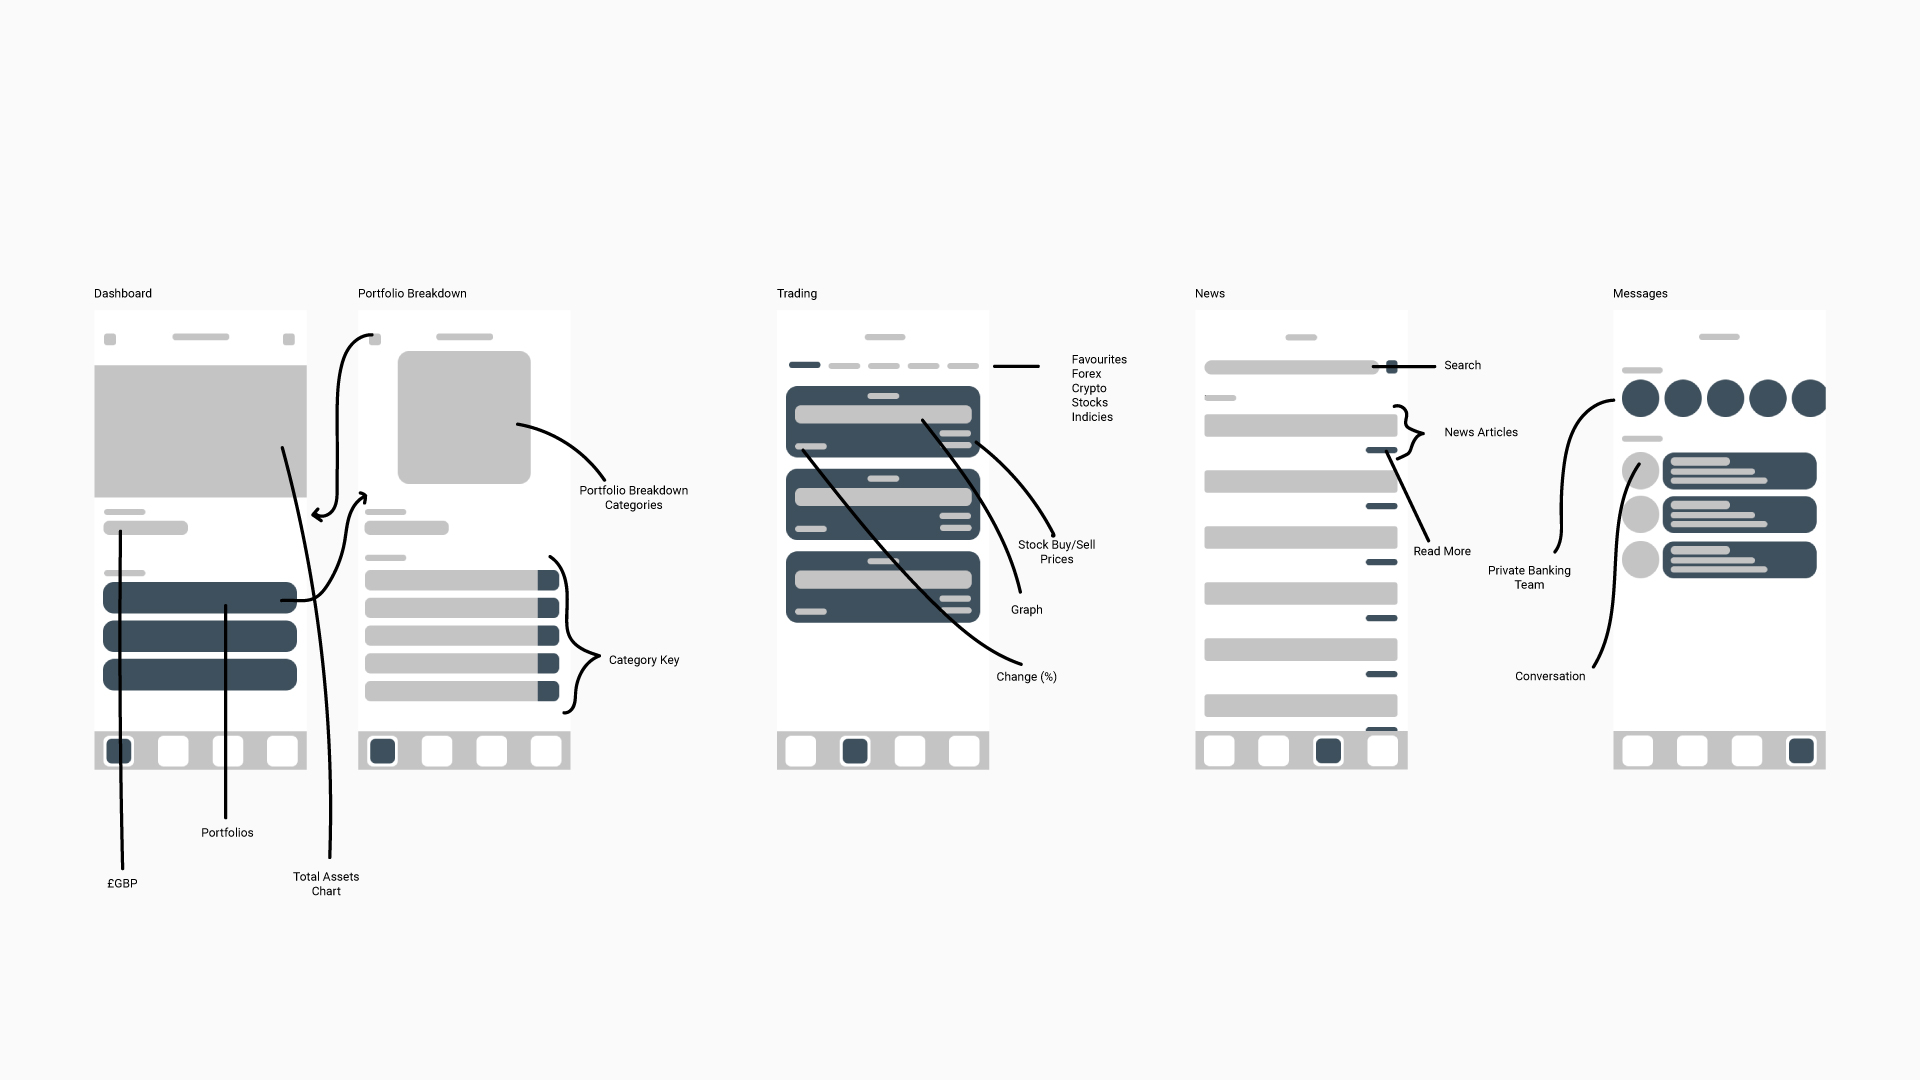 Dashboard
Portfolio Breakdown
Trading
News
Messages
Favourites
Forex
Crypto
Stocks
Indicies
Search
News Articles
Portfolio Breakdown
Categories
Stock Buy/Sell
Prices
Read More
Private Banking
Team
Graph
Category Key
Change (%)
Conversation
Portfolios
£GBP
Total Assets
Chart